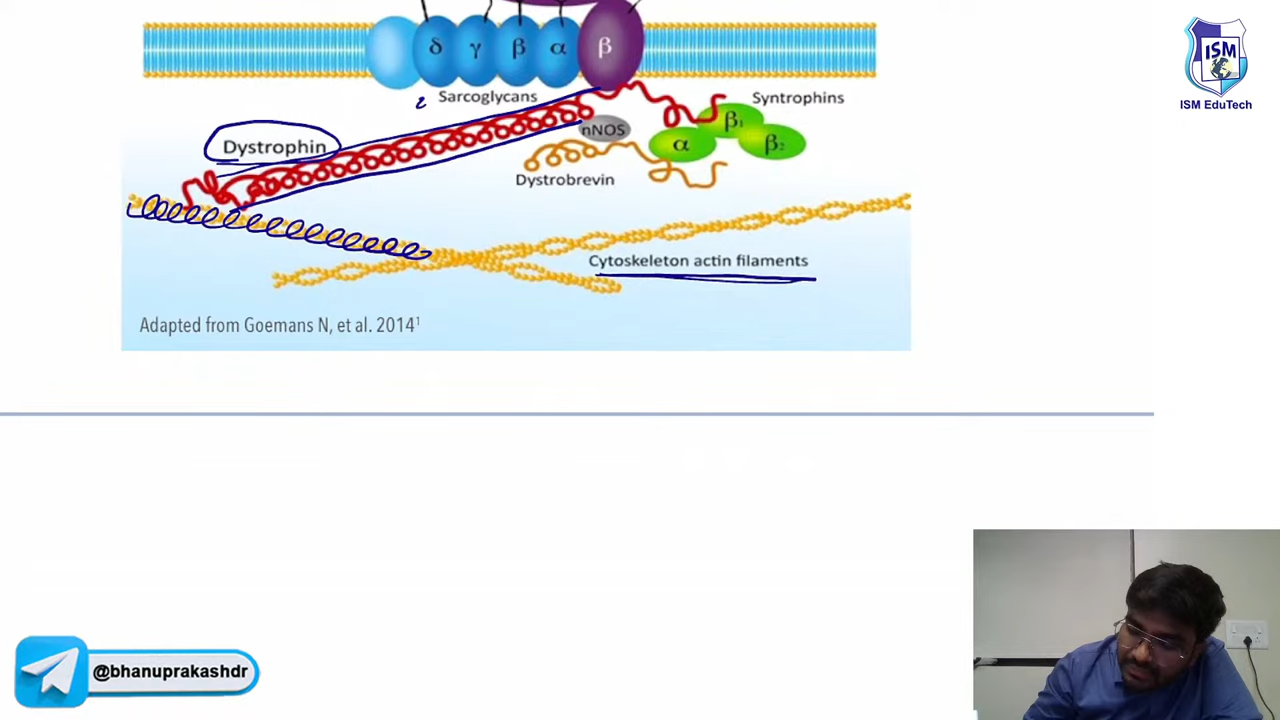 δ γ β α β
Sarcoglycans
Syntrophins
Dystrophin
nNOS
α β1 β2
Dystrobrevin
Cytoskeleton actin filaments
Adapted from Goemans N, et al. 2014¹
ISM
ISM EduTech
@bhanuprakashdr